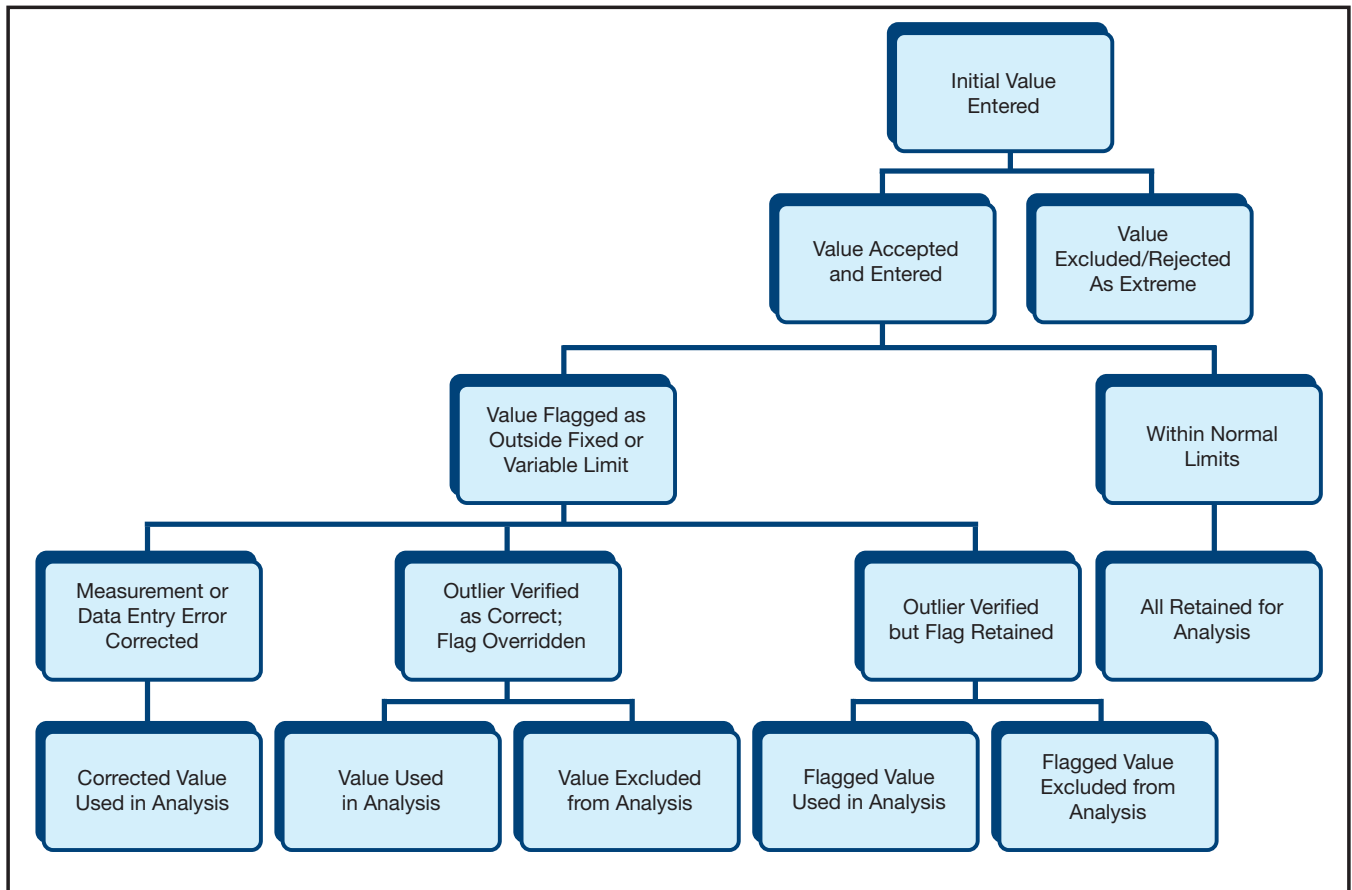 Initial Value
Entered
Value Accepted
and Entered
Value
Excluded/Rejected
As Extreme
Value Flagged as
Outside Fixed or
Variable Limit
Within Normal
Limits
Measurement or
Data Entry Error
Corrected
Outlier Verified
as Correct;
Flag Overridden
Outlier Verified
but Flag Retained
All Retained for
Analysis
Corrected Value
Used in Analysis
Value Used
in Analysis
Value Excluded
from Analysis
Flagged Value
Used in Analysis
Flagged Value
Excluded from
Analysis